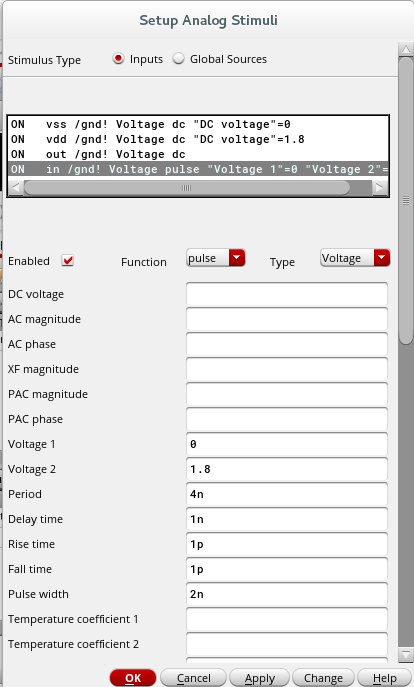 Setup Analog Stimuli
Stimulus Type Inputs Global Sources
ON vss /gnd! Voltage dc "DC voltage"=0
ON vdd /gnd! Voltage dc "DC voltage"=1.8
ON out /gnd! Voltage dc
ON in /gnd! Voltage pulse "Voltage 1"=0 "Voltage 2"=
Enabled Function pulse Type Voltage
DC voltage
AC magnitude
AC phase
XF magnitude
PAC magnitude
PAC phase
Voltage 1 0
Voltage 2 1.8
Period 4n
Delay time 1n
Rise time 1p
Fall time 1p
Pulse width 2n
Temperature coefficient 1
Temperature coefficient 2
OK Cancel Apply Change Help